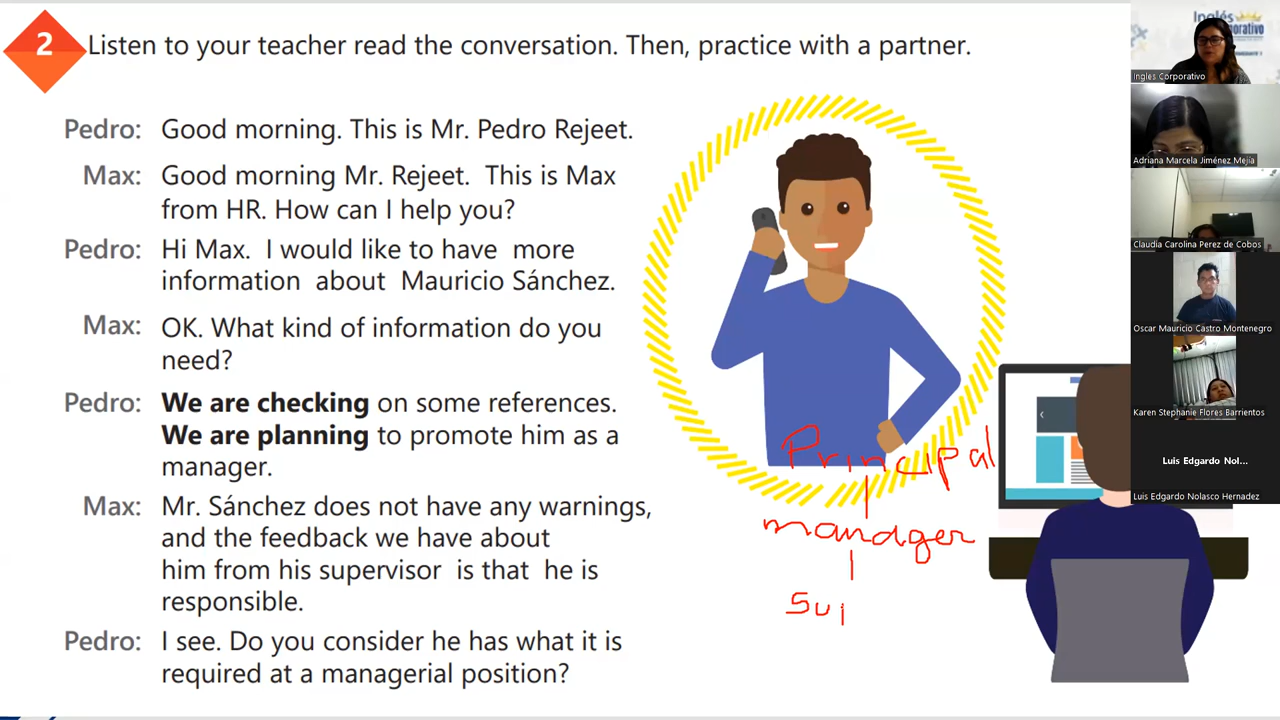 2
Listen to your teacher read the conversation. Then, practice with a partner.
Pedro: Good morning. This is Mr. Pedro Rejeet.
Max: Good morning Mr. Rejeet. This is Max
from HR. How can I help you?
Pedro: Hi Max. I would like to have more
information about Mauricio Sánchez.
Max: OK. What kind of information do you
need?
Pedro: We are checking on some references.
We are planning to promote him as a
manager.
Max: Mr. Sánchez does not have any warnings,
and the feedback we have about
him from his supervisor is that he is
responsible.
Pedro: I see. Do you consider he has what it is
required at a managerial position?
Principal
manager
Inglés
Ingles Corporativo
Adriana Marcela Jiménez Mejía
Claudia Carolina Perez de Cobos
Oscar Mauricio Castro Montenegro
Karen Stephanie Flores Barrientos
Luis Edgardo Nol...
Luis Edgardo Nolasco Hernadez